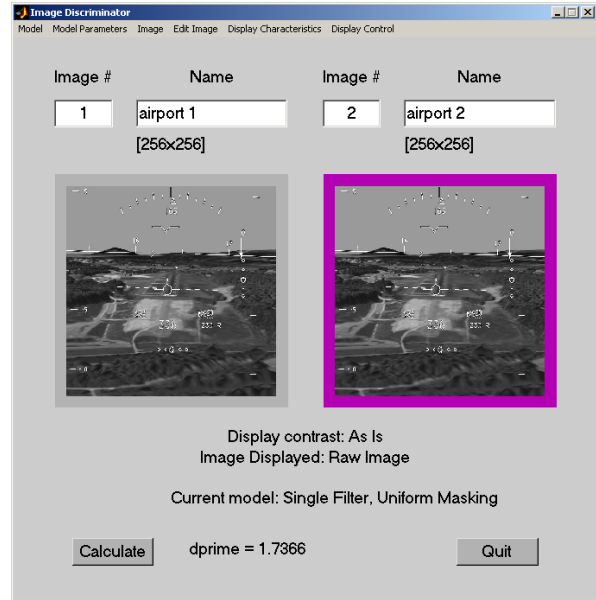 Image Discriminator
Model Model Parameters Image Edit Image Display Characteristics Display Control
Image # Name Image # Name
1 airport 1 2 airport 2
[256x256] [256x256]
Display contrast: As Is
Image Displayed: Raw Image
Current model: Single Filter, Uniform Masking
Calculate dprime = 1.7366 Quit